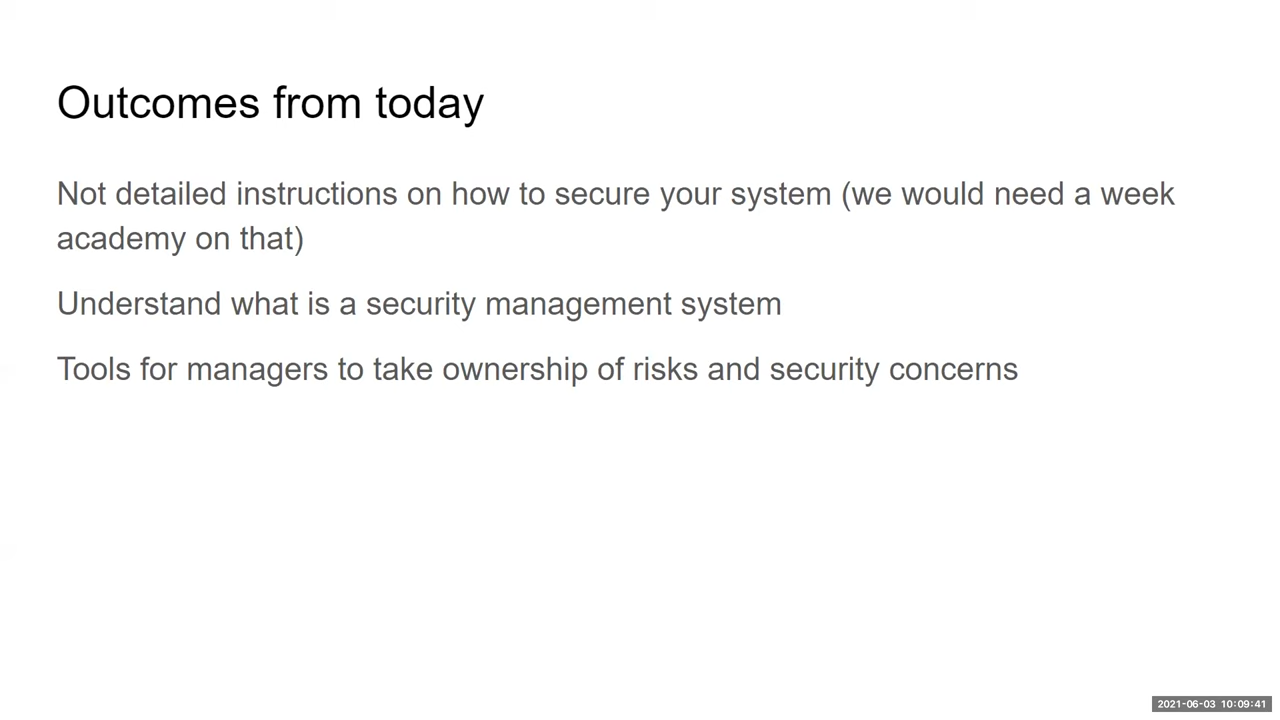 Outcomes from today
Not detailed instructions on how to secure your system (we would need a week
academy on that)
Understand what is a security management system
Tools for managers to take ownership of risks and security concerns
2021-06-03 10:09:41